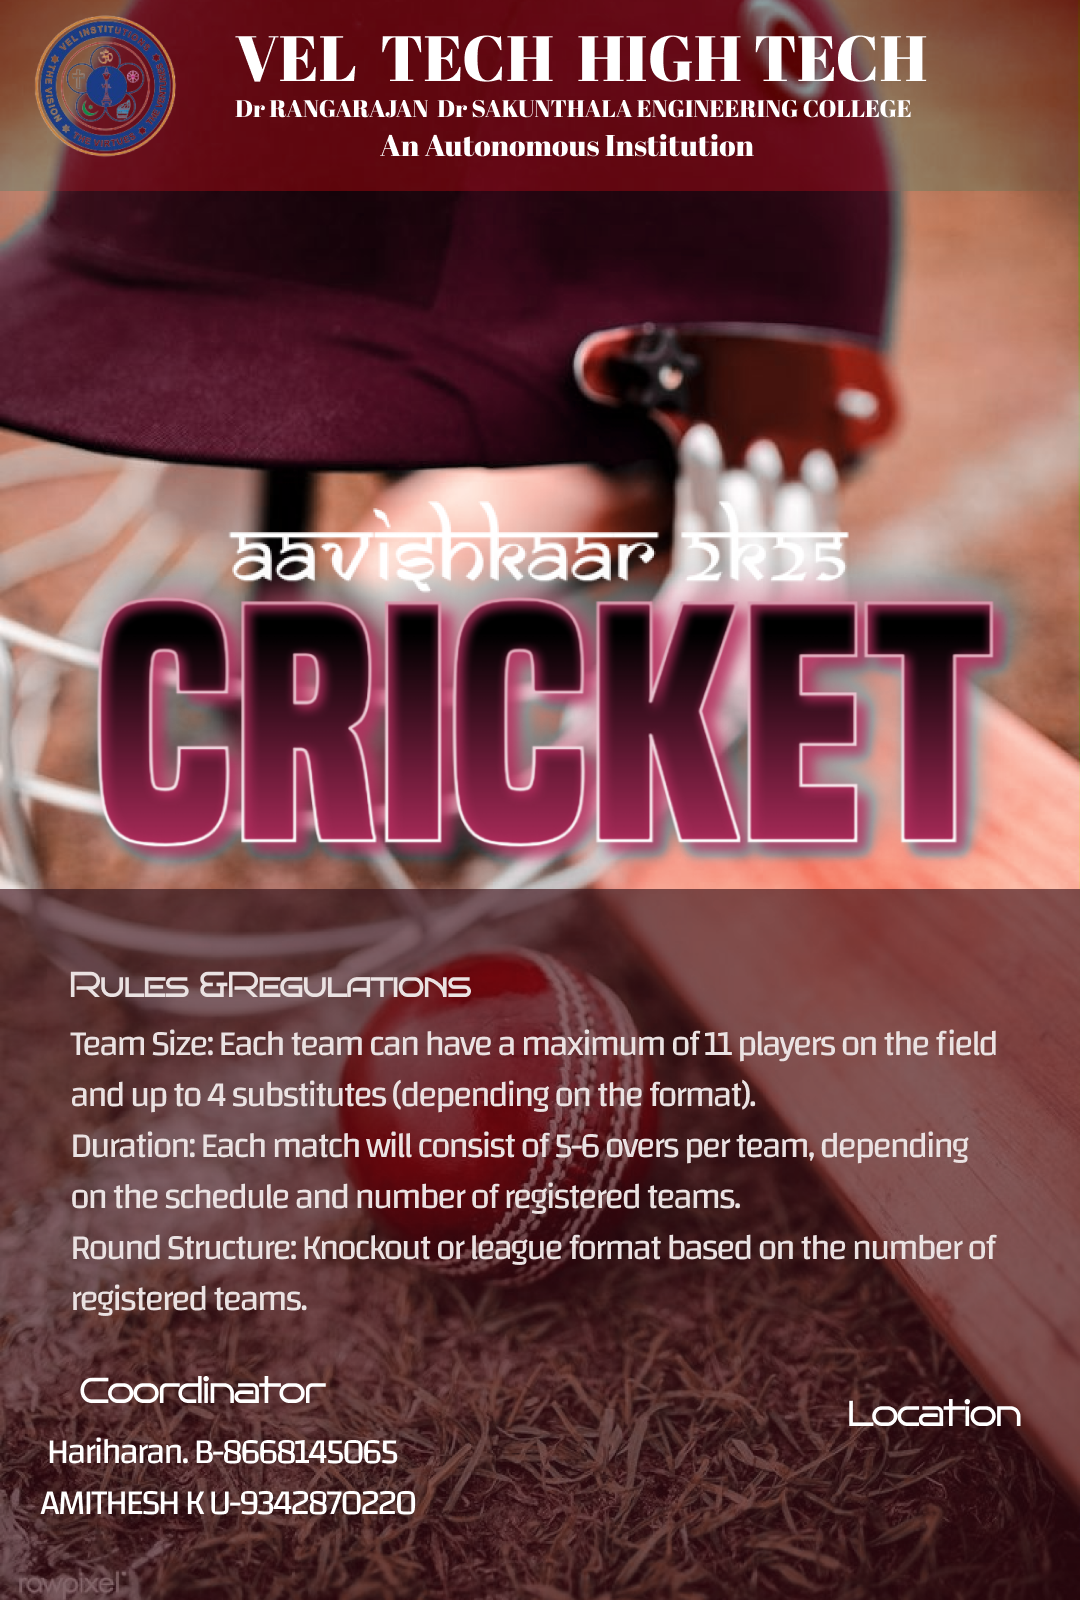 VEL INSTITUTIONS
THE VISION
VEL TECH HIGH TECH
Dr RANGARAJAN Dr SAKUNTHALA ENGINEERING COLLEGE
An Autonomous Institution
aavishkaar 2k25
CRICKET
RULES &REGULATIONS
Team Size: Each team can have a maximum of 11 players on the field
and up to 4 substitutes (depending on the format).
Duration: Each match will consist of 5-6 overs per team, depending
on the schedule and number of registered teams.
Round Structure: Knockout or league format based on the number of
registered teams.
Coordinator
Location
Hariharan. B-8668145065
AMITHESH K U-9342870220
rawpixel